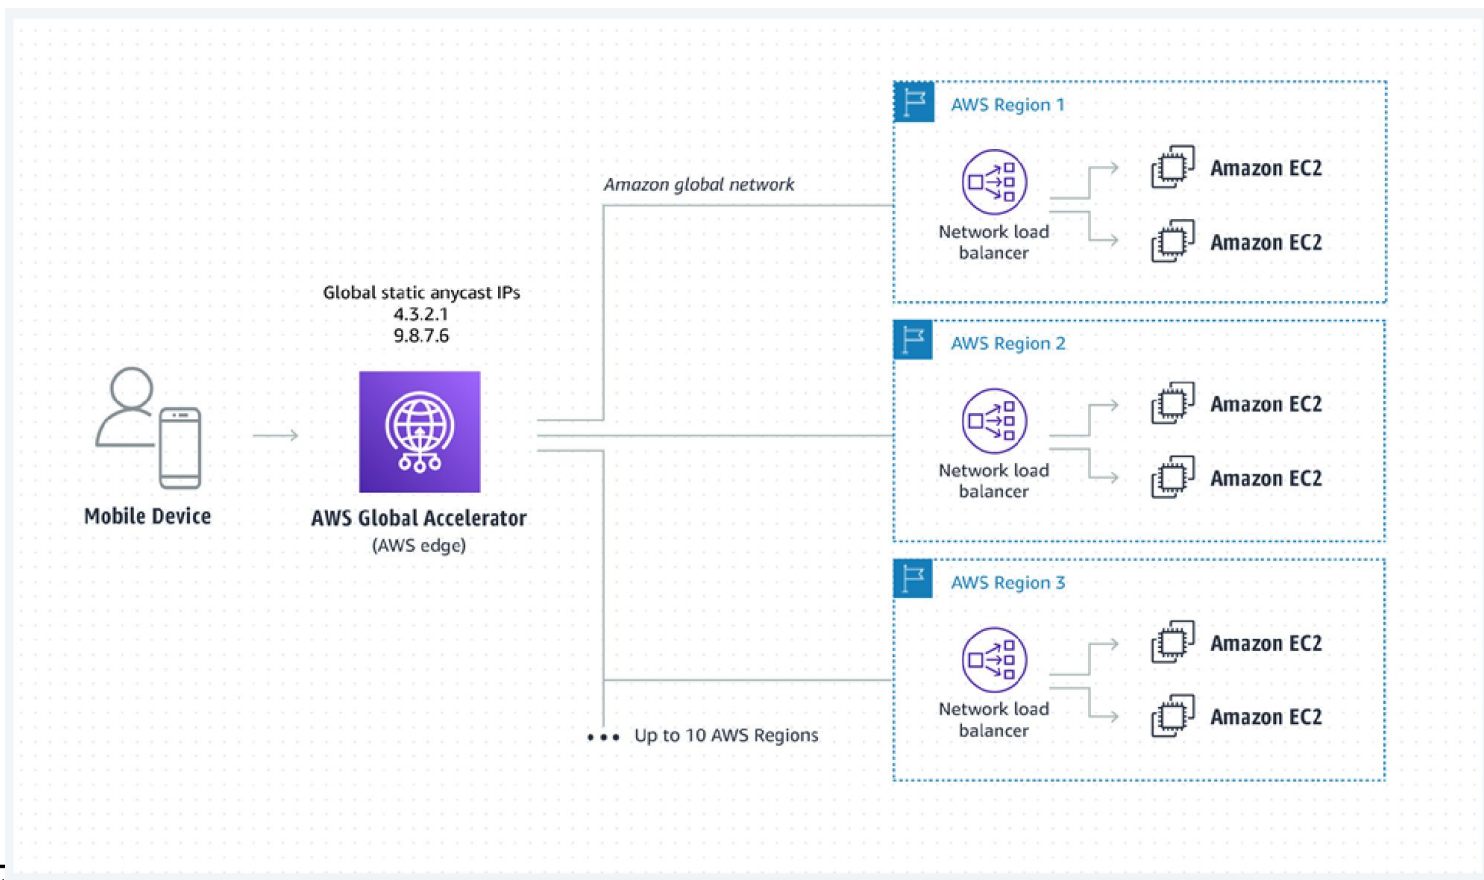 AWS Region 1
Amazon EC2
Amazon global network
Network load
balancer
Amazon EC2
Global static anycast IPs
4.3.2.1
9.8.7.6
AWS Region 2
Amazon EC2
Network load
balancer
Amazon EC2
Mobile Device
AWS Global Accelerator
(AWS edge)
AWS Region 3
Amazon EC2
Network load
balancer
Amazon EC2
••• Up to 10 AWS Regions